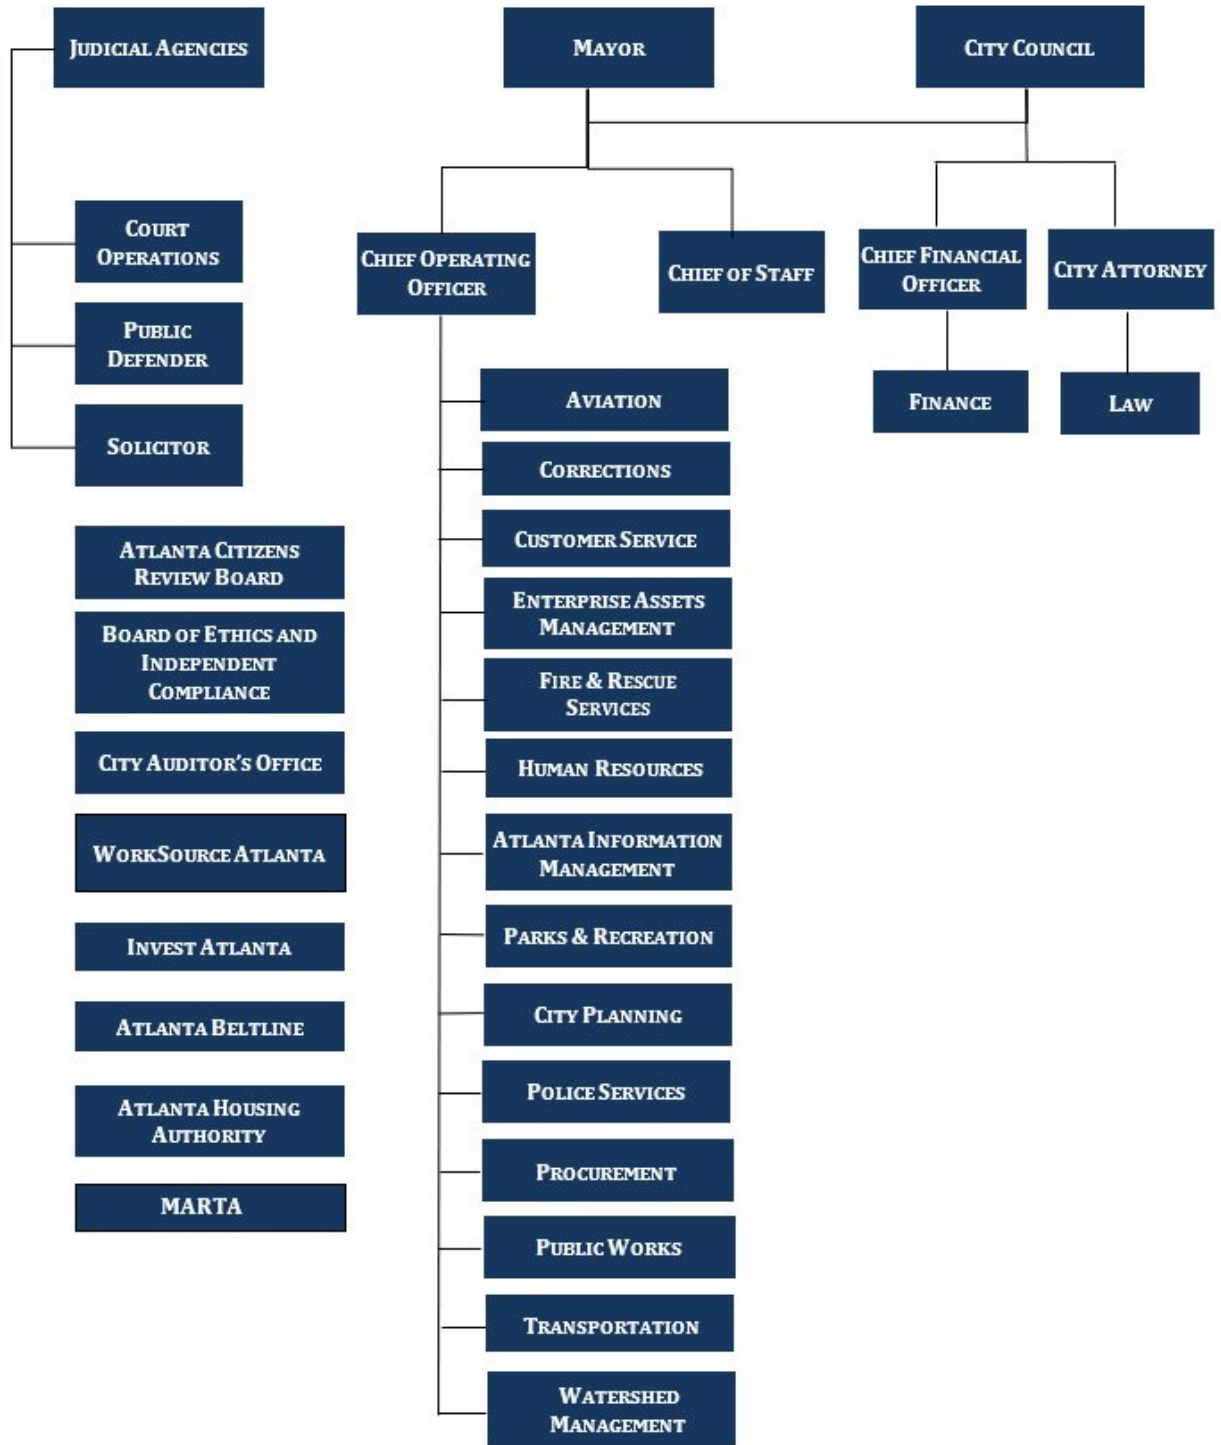 JUDICIAL AGENCIES
MAYOR
CITY COUNCIL
COURT
OPERATIONS
PUBLIC
DEFENDER
SOLICITOR
CHIEF OPERATING
OFFICER
CHIEF OF STAFF
CHIEF FINANCIAL
OFFICER
CITY ATTORNEY
FINANCE
LAW
AVIATION
CORRECTIONS
CUSTOMER SERVICE
ENTERPRISE ASSETS
MANAGEMENT
FIRE & RESCUE
SERVICES
HUMAN RESOURCES
ATLANTA INFORMATION
MANAGEMENT
PARKS & RECREATION
CITY PLANNING
POLICE SERVICES
PROCUREMENT
PUBLIC WORKS
TRANSPORTATION
WATERSHED
MANAGEMENT
ATLANTA CITIZENS
REVIEW BOARD
BOARD OF ETHICS AND
INDEPENDENT
COMPLIANCE
CITY AUDITOR'S OFFICE
WORKSOURCE ATLANTA
INVEST ATLANTA
ATLANTA BELTLINE
ATLANTA HOUSING
AUTHORITY
MARTA